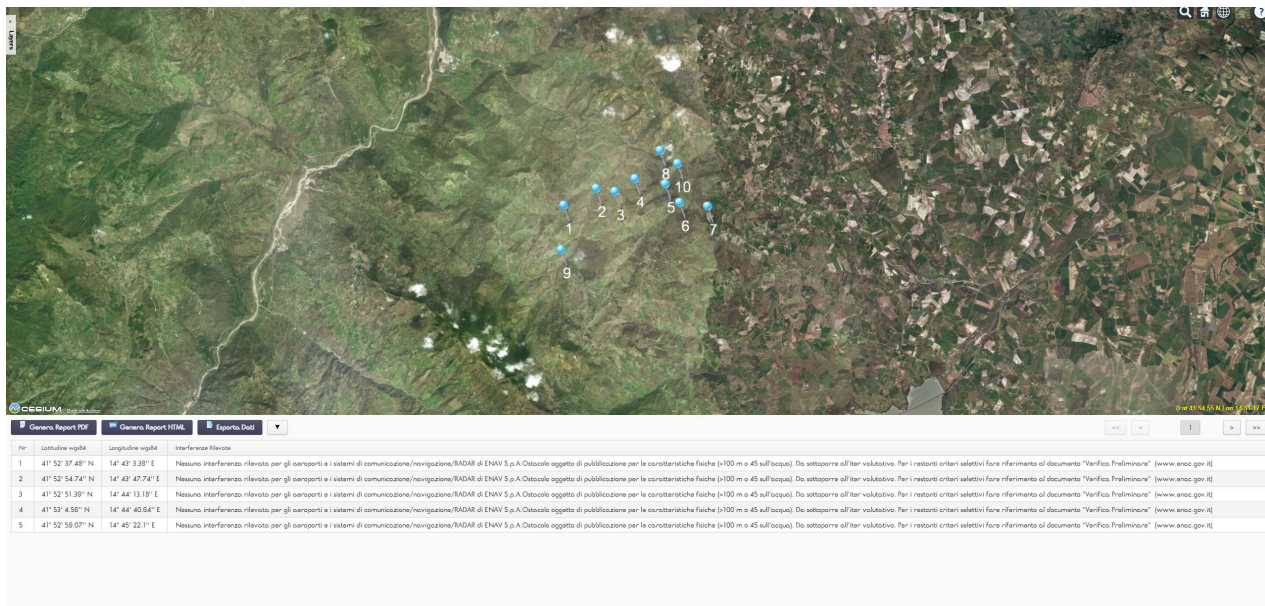 Layers
8
10
2
3
4
5
1
6
7
9
CESIUM
Genera Report PDF
Genera Report HTML
Esporta Dati
<<
<
1
>
>>
Nr
Latitudine wgs84
Longitudine wgs84
Interferenze Rilevate
1 41° 52' 37.48'' N 14° 43' 3.39'' E Nessuna interferenza rilevata per gli aeroporti e i sistemi di comunicazione/navigazione/RADAR di ENAV S.p.A.Ostacolo oggetto di pubblicazione per le caratteristiche fisiche (>100 m o 45 sull'acqua). Da sottoporre all'iter valutativo. Per i restanti criteri selettivi fare riferimento al documento "Verifica Preliminare" (www.enac.gov.it)
2 41° 52' 54.74'' N 14° 43' 47.74'' E Nessuna interferenza rilevata per gli aeroporti e i sistemi di comunicazione/navigazione/RADAR di ENAV S.p.A.Ostacolo oggetto di pubblicazione per le caratteristiche fisiche (>100 m o 45 sull'acqua). Da sottoporre all'iter valutativo. Per i restanti criteri selettivi fare riferimento al documento "Verifica Preliminare" (www.enac.gov.it)
3 41° 52' 51.39'' N 14° 44' 13.18'' E Nessuna interferenza rilevata per gli aeroporti e i sistemi di comunicazione/navigazione/RADAR di ENAV S.p.A.Ostacolo oggetto di pubblicazione per le caratteristiche fisiche (>100 m o 45 sull'acqua). Da sottoporre all'iter valutativo. Per i restanti criteri selettivi fare riferimento al documento "Verifica Preliminare" (www.enac.gov.it)
4 41° 53' 4.58'' N 14° 44' 40.64'' E Nessuna interferenza rilevata per gli aeroporti e i sistemi di comunicazione/navigazione/RADAR di ENAV S.p.A.Ostacolo oggetto di pubblicazione per le caratteristiche fisiche (>100 m o 45 sull'acqua). Da sottoporre all'iter valutativo. Per i restanti criteri selettivi fare riferimento al documento "Verifica Preliminare" (www.enac.gov.it)
5 41° 52' 59.07'' N 14° 45' 22.1'' E Nessuna interferenza rilevata per gli aeroporti e i sistemi di comunicazione/navigazione/RADAR di ENAV S.p.A.Ostacolo oggetto di pubblicazione per le caratteristiche fisiche (>100 m o 45 sull'acqua). Da sottoporre all'iter valutativo. Per i restanti criteri selettivi fare riferimento al documento "Verifica Preliminare" (www.enac.gov.it)